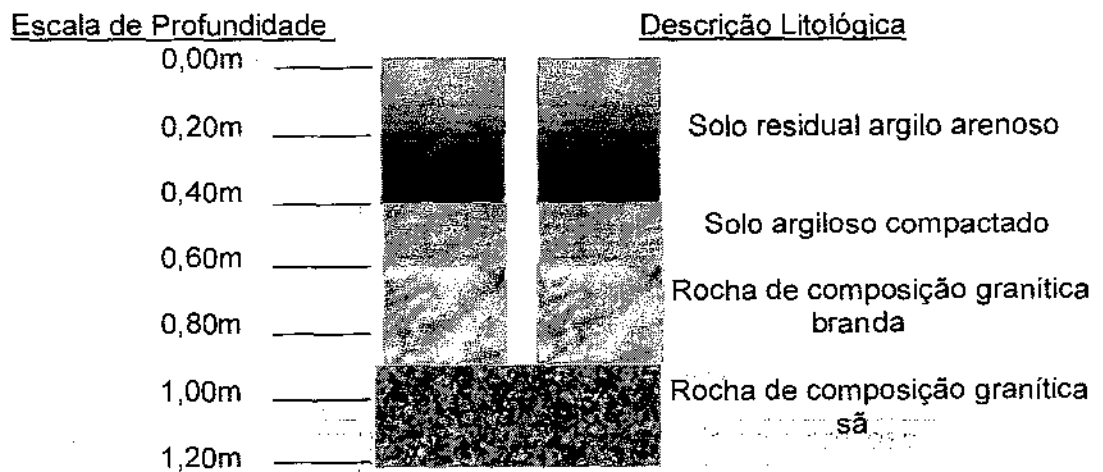 Escala de Profundidade
Descrição Litológica
0,00m
0,20m
Solo residual argilo arenoso
0,40m
Solo argiloso compactado
0,60m
Rocha de composição granítica
branda
0,80m
1,00m
Rocha de composição granítica
sã
1,20m